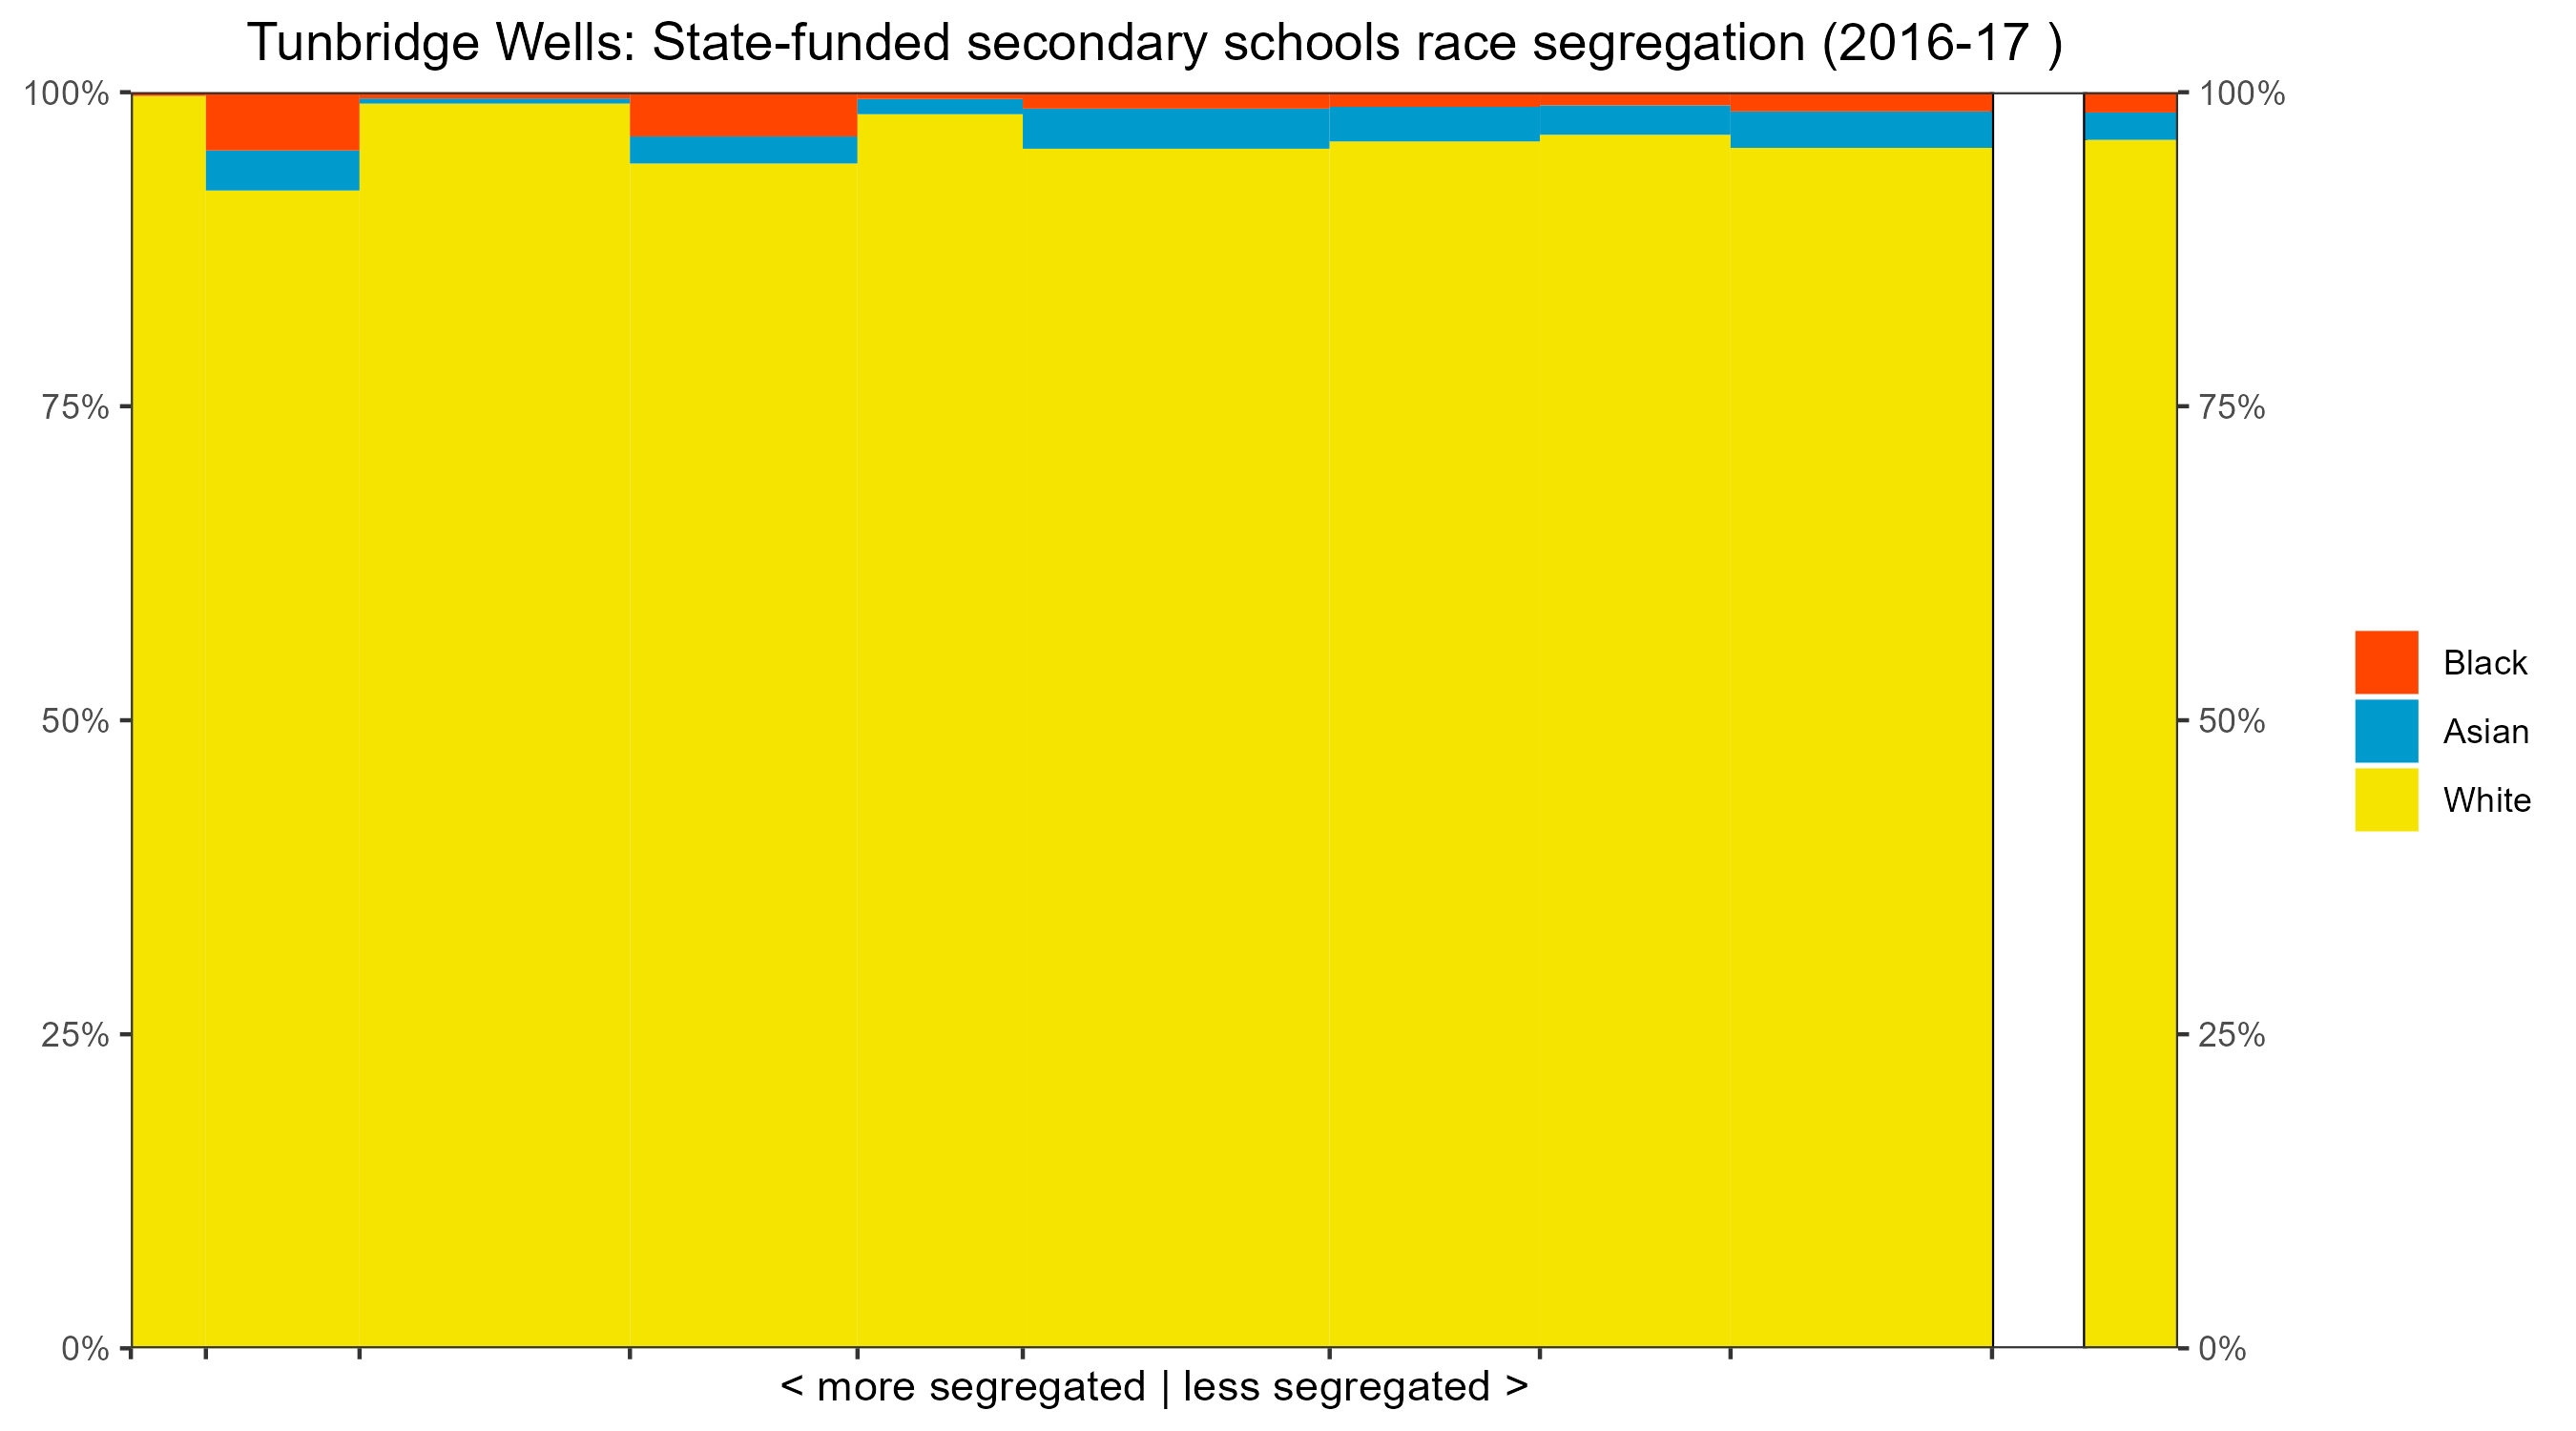 Tunbridge Wells: State-funded secondary schools race segregation (2016-17 )
100%
75%
50%
25%
0%
100%
75%
50%
25%
0%
Black
Asian
White
< more segregated | less segregated >